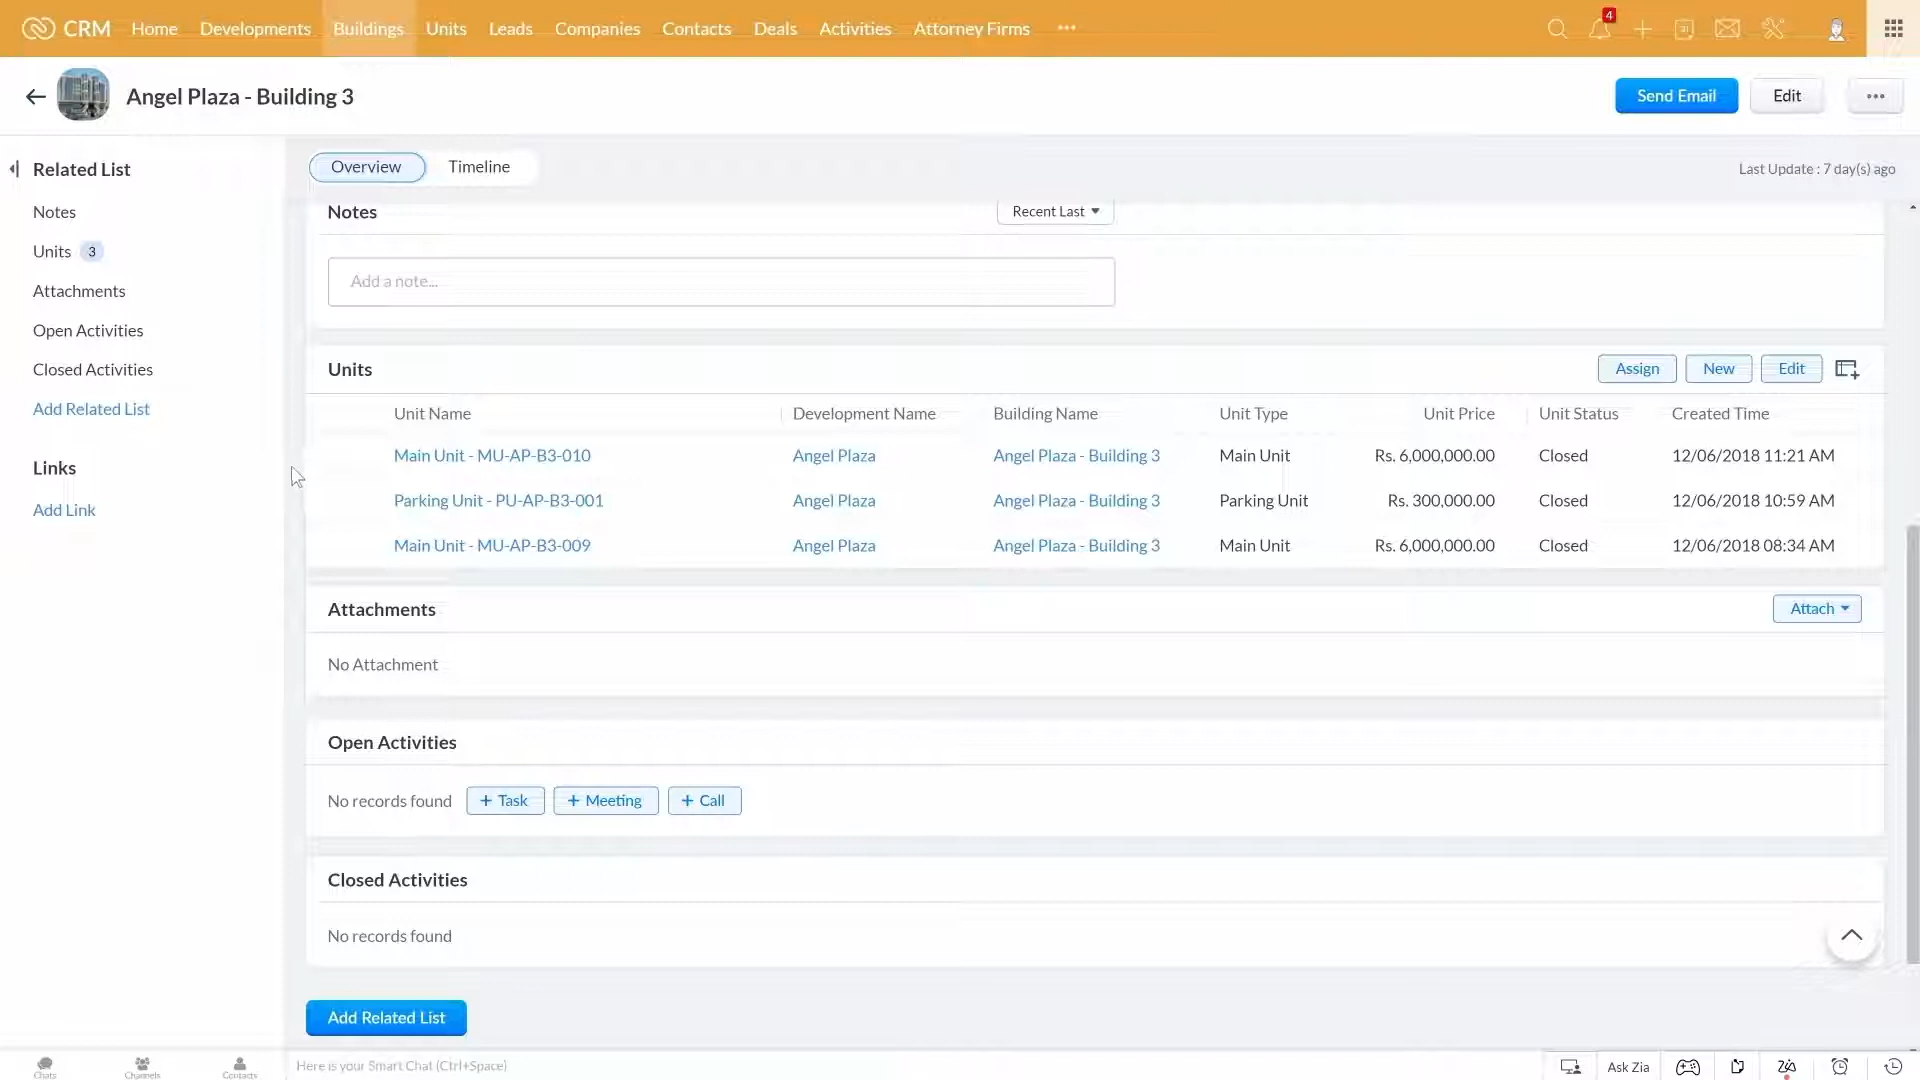 CRM Home Developments Buildings Units Leads Companies Contacts Deals Activities Attorney Firms ••• 4
Angel Plaza - Building 3 Send Email Edit •••
Related List
Notes
Units 3
Attachments
Open Activities
Closed Activities
Add Related List
Links
Add Link
Overview Timeline Last Update : 7 day(s) ago
Notes Recent Last
Add a note...
Units Assign New Edit
Unit Name Development Name Building Name Unit Type Unit Price Unit Status Created Time
Main Unit - MU-AP-B3-010 Angel Plaza Angel Plaza - Building 3 Main Unit Rs. 6,000,000.00 Closed 12/06/2018 11:21 AM
Parking Unit - PU-AP-B3-001 Angel Plaza Angel Plaza - Building 3 Parking Unit Rs. 300,000.00 Closed 12/06/2018 10:59 AM
Main Unit - MU-AP-B3-009 Angel Plaza Angel Plaza - Building 3 Main Unit Rs. 6,000,000.00 Closed 12/06/2018 08:34 AM
Attachments Attach
No Attachment
Open Activities
No records found + Task + Meeting + Call
Closed Activities
No records found
Add Related List
Chats Channels Contacts Here is your Smart Chat (Ctrl+Space) Ask Zia